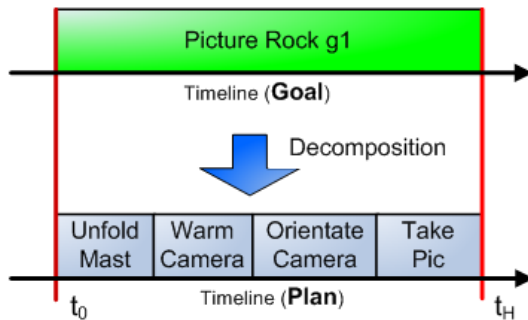 Picture Rock g1
Timeline (Goal)
Decomposition
Unfold Mast
Warm Camera
Orientate Camera
Take Pic
t0
Timeline (Plan)
tH